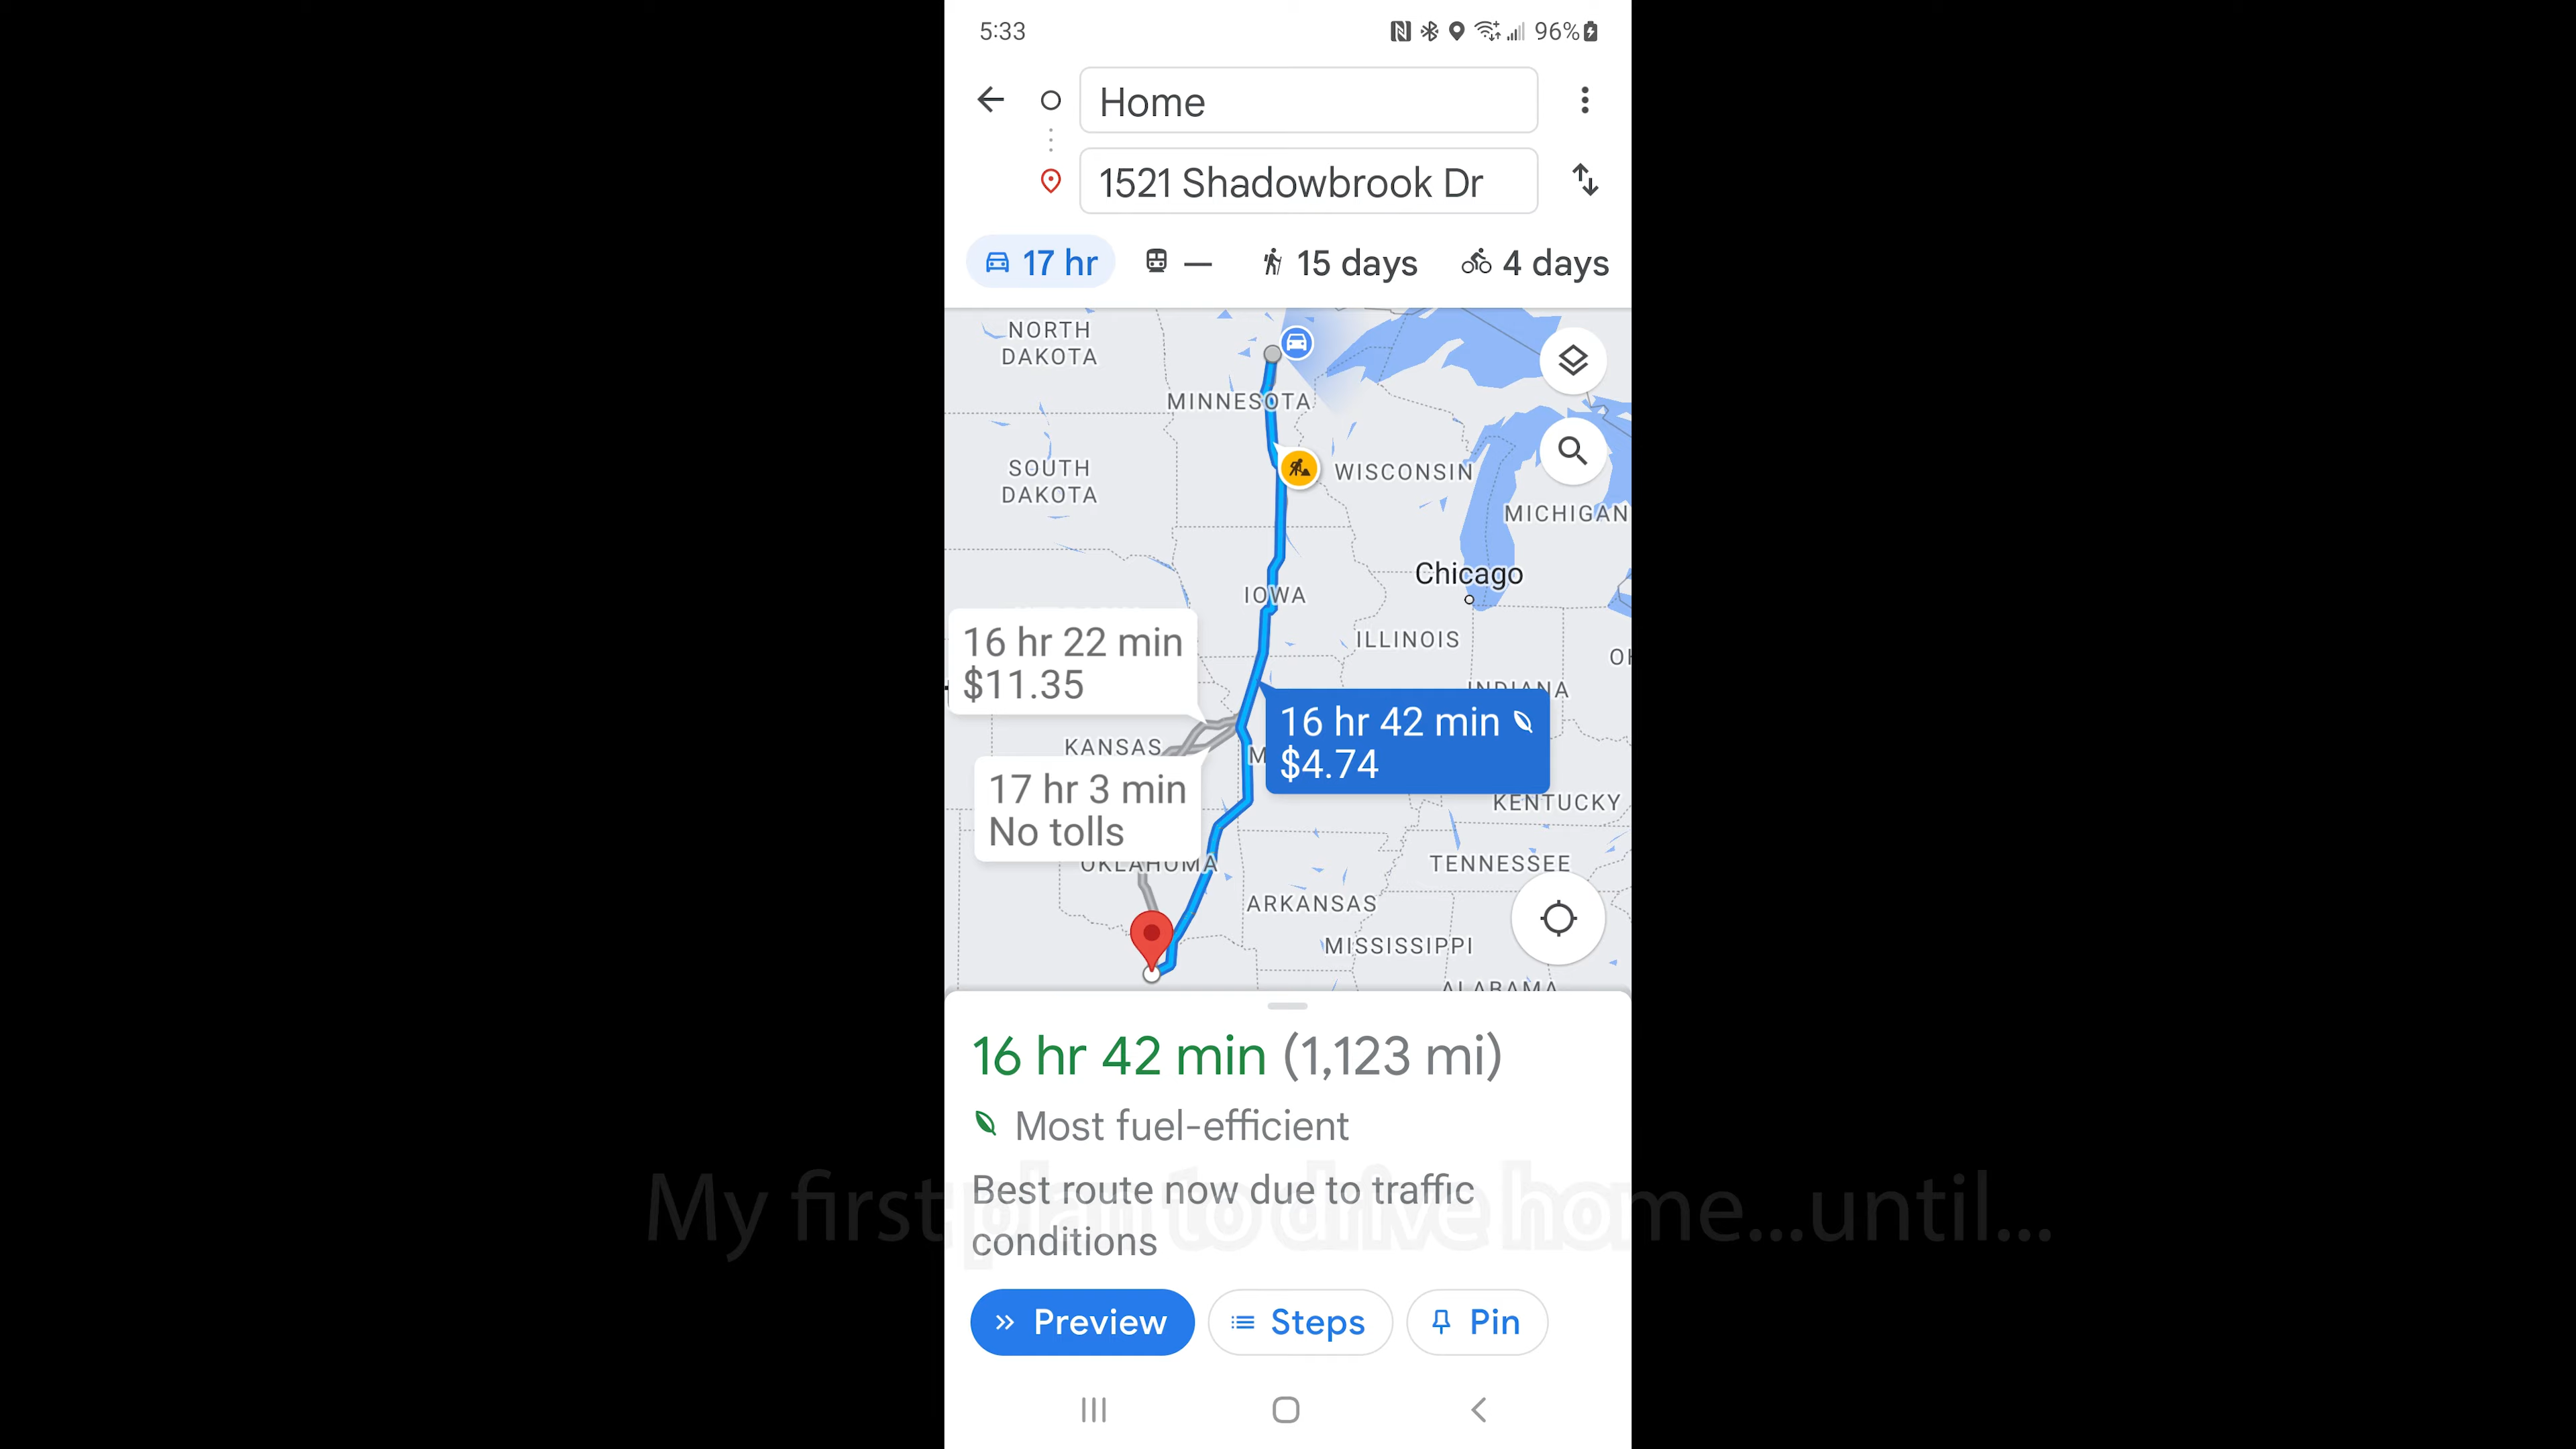 5:33
96%
Home
1521 Shadowbrook Dr
17 hr
—
15 days
4 days
NORTH
DAKOTA
MINNESOTA
SOUTH
DAKOTA
WISCONSIN
MICHIGAN
Chicago
IOWA
16 hr 22 min
$11.35
ILLINOIS
INDIANA
16 hr 42 min
$4.74
KANSAS
17 hr 3 min
No tolls
KENTUCKY
OKLAHOMA
TENNESSEE
ARKANSAS
MISSISSIPPI
ALABAMA
16 hr 42 min (1,123 mi)
Most fuel-efficient
Best route now due to traffic
conditions
My first plan to drive home...until...
Preview
Steps
Pin